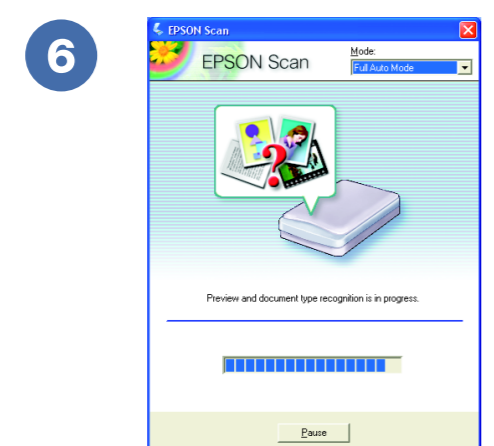 6
EPSON Scan
EPSON Scan
Mode:
Full Auto Mode
?
Preview and document type recognition is in progress.
Pause